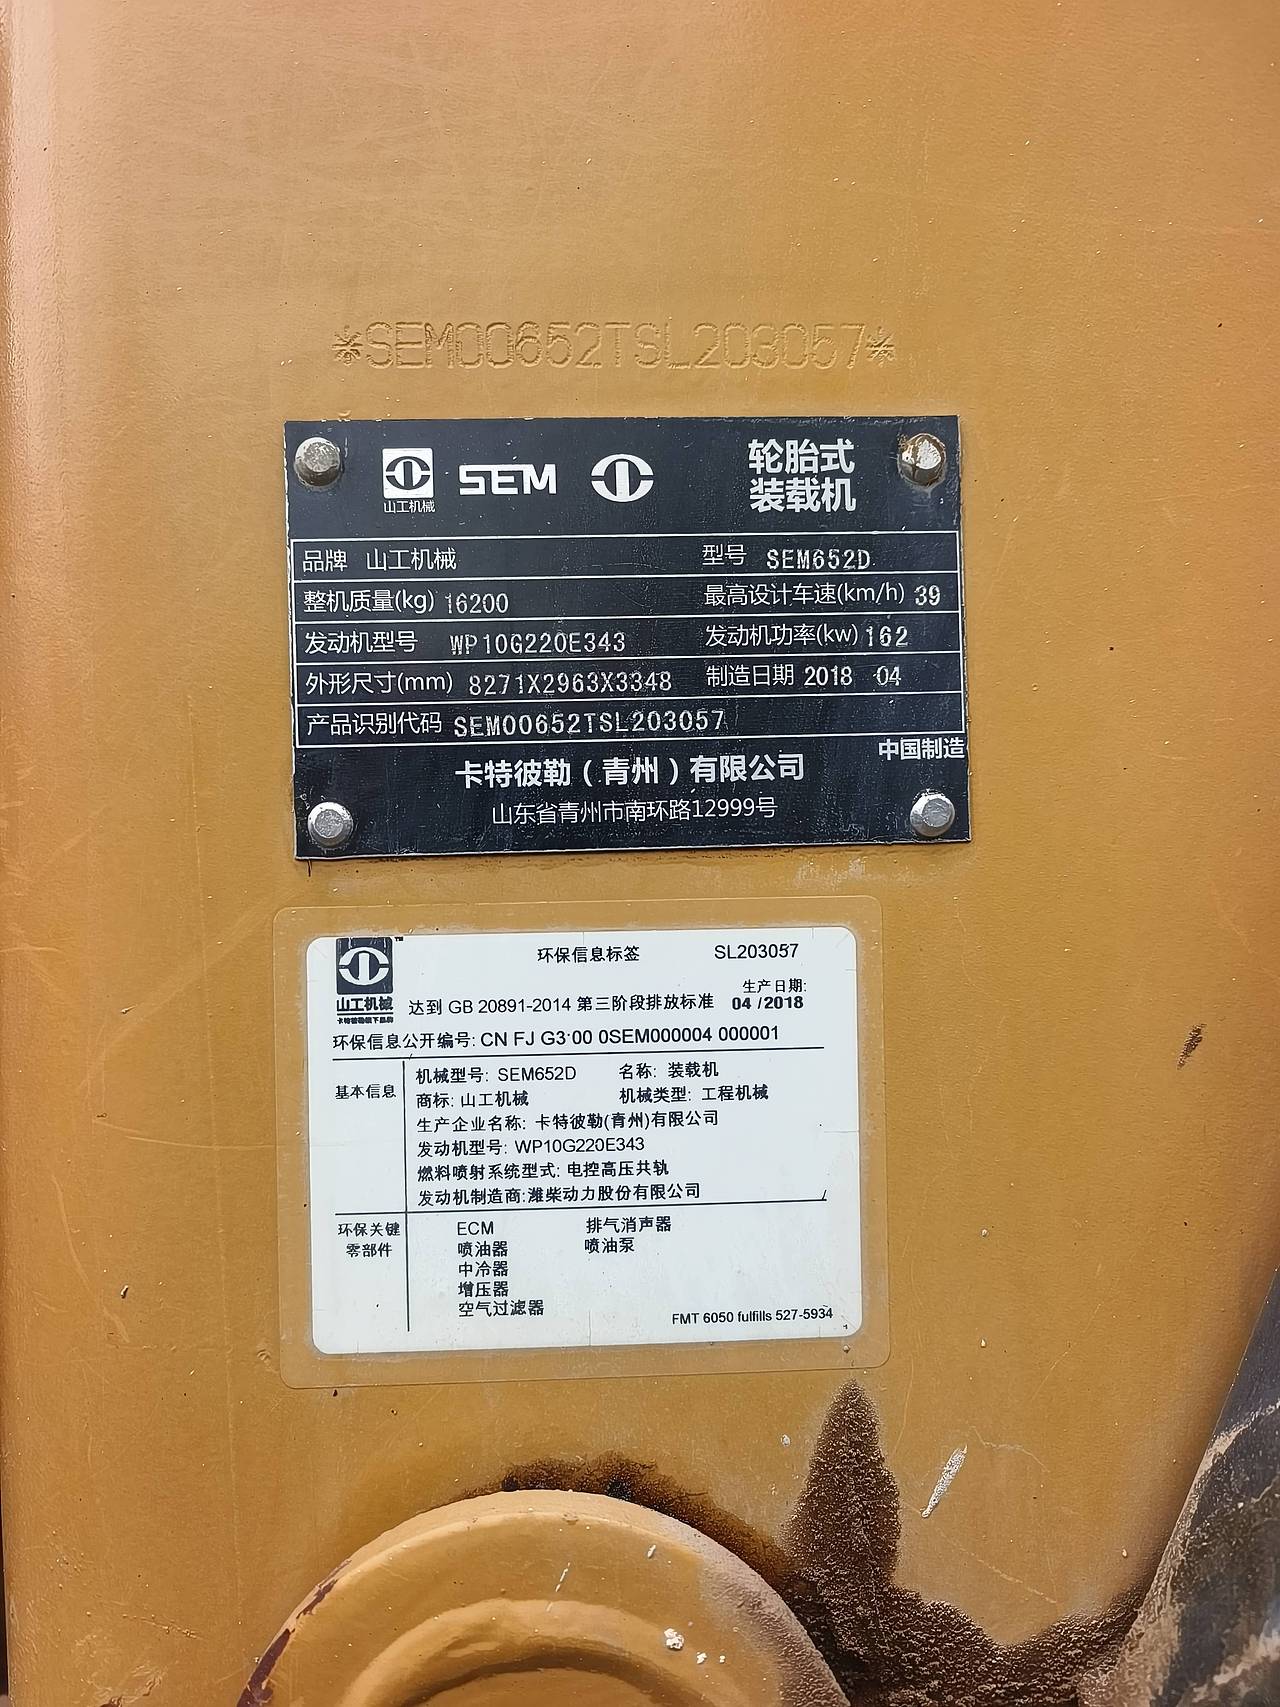 *SEM00652TSL203057*
山工机械 SEM
轮胎式
装载机
品牌 山工机械 型号 SEM652D
整机质量(kg) 16200 最高设计车速(km/h) 39
发动机型号 WP10G220E343 发动机功率(kw) 162
外形尺寸(mm) 8271X2963X3348 制造日期 2018 04
产品识别代码 SEM00652TSL203057
中国制造
卡特彼勒（青州）有限公司
山东省青州市南环路12999号
环保信息标签 SL203057
山工机械 TM
卡特彼勒旗下品牌
生产日期:
达到 GB 20891-2014 第三阶段排放标准 04 /2018
环保信息公开编号: CN FJ G3 00 0SEM000004 000001
基本信息
机械型号: SEM652D 名称: 装载机
商标: 山工机械 机械类型: 工程机械
生产企业名称: 卡特彼勒(青州)有限公司
发动机型号: WP10G220E343
燃料喷射系统型式: 电控高压共轨
发动机制造商:潍柴动力股份有限公司
环保关键
零部件
ECM 排气消声器
喷油器 喷油泵
中冷器
增压器
空气过滤器
FMT 6050 fulfills 527-5934